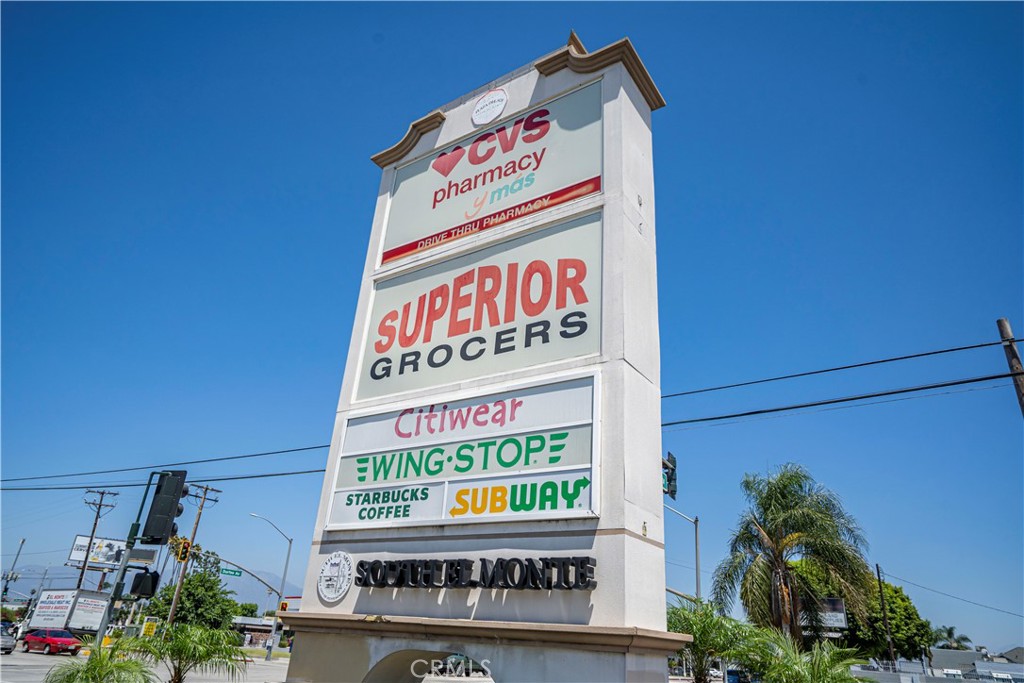 CVS
pharmacy
y más
DRIVE THRU PHARMACY
SUPERIOR
GROCERS
Citiwear
WING•STOP
STARBUCKS
COFFEE
SUBWAY
SOUTH EL MONTE
CRMLS